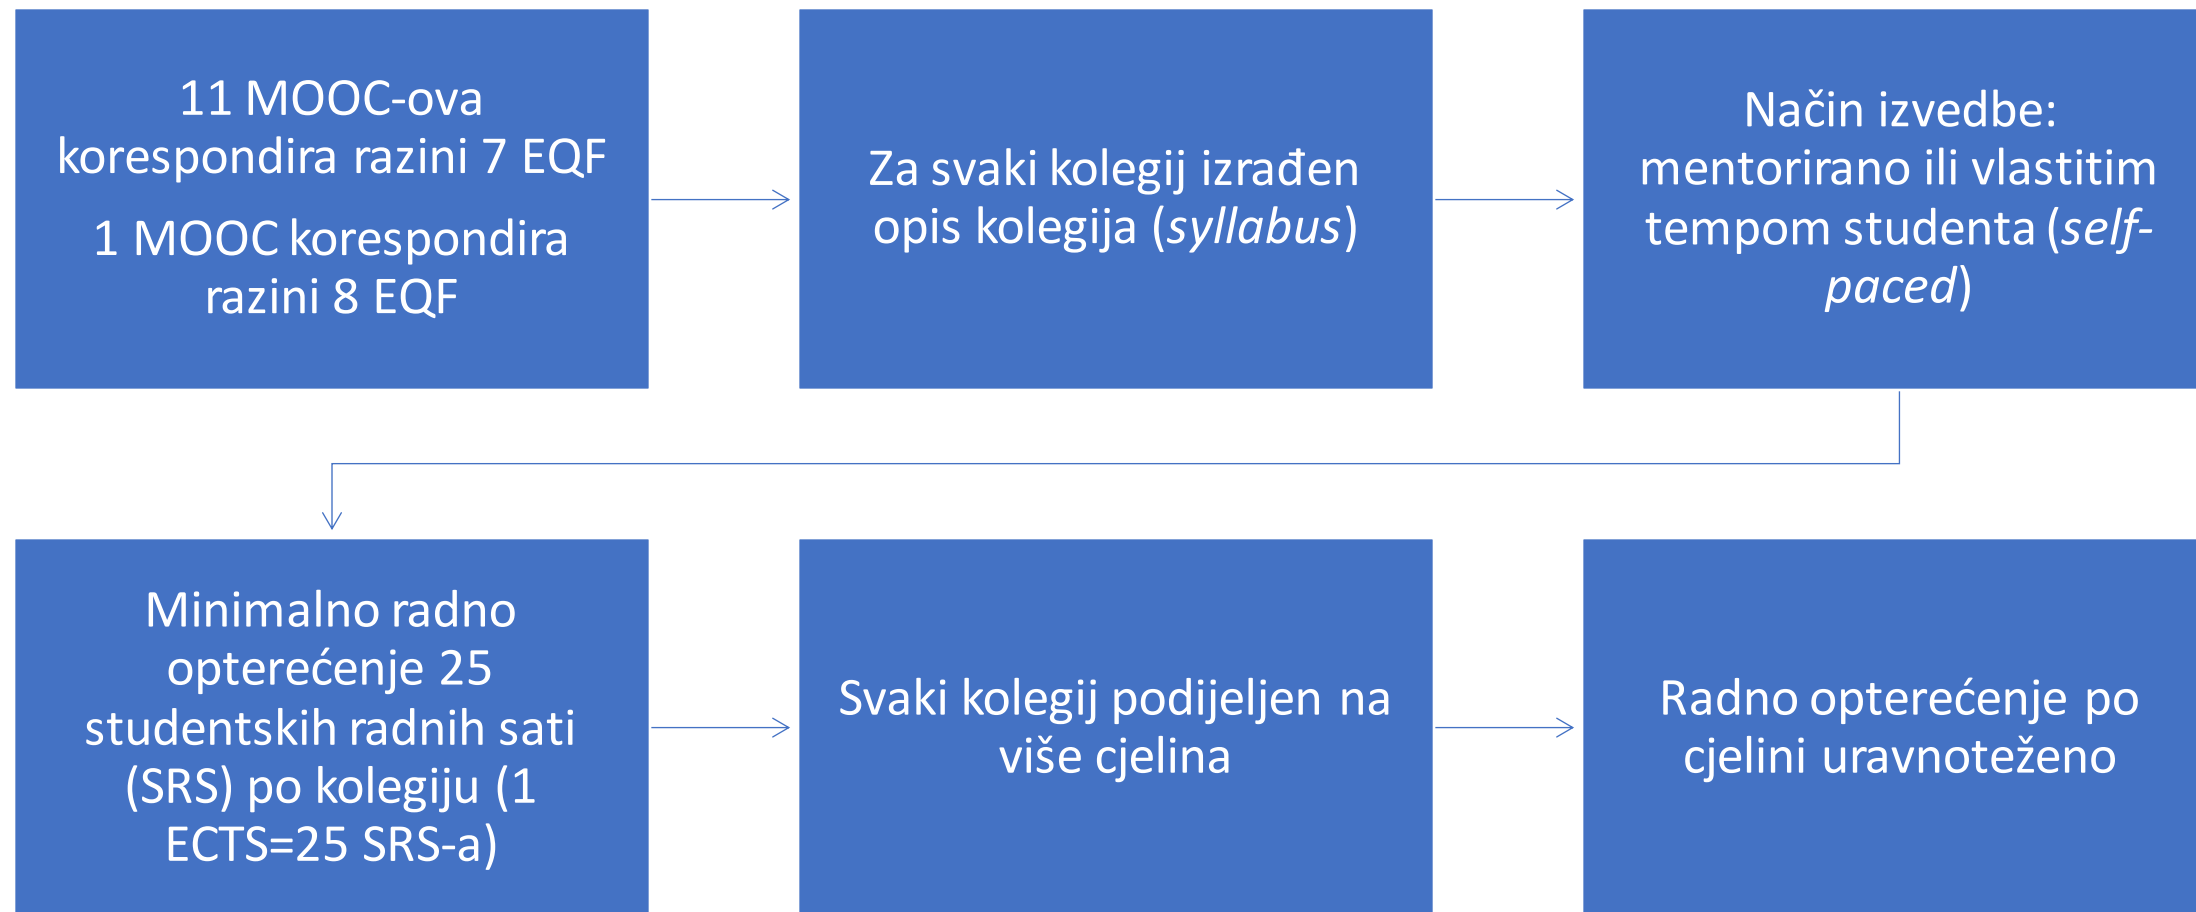 11 MOOC-ova
korespondira razini 7 EQF
1 MOOC korespondira
razini 8 EQF
Za svaki kolegij izrađen
opis kolegija (syllabus)
Način izvedbe:
mentorirano ili vlastitim
tempom studenta (self-
paced)
Minimalno radno
opterećenje 25
studentskih radnih sati
(SRS) po kolegiju (1
ECTS=25 SRS-a)
Svaki kolegij podijeljen na
više cjelina
Radno opterećenje po
cjelini uravnoteženo